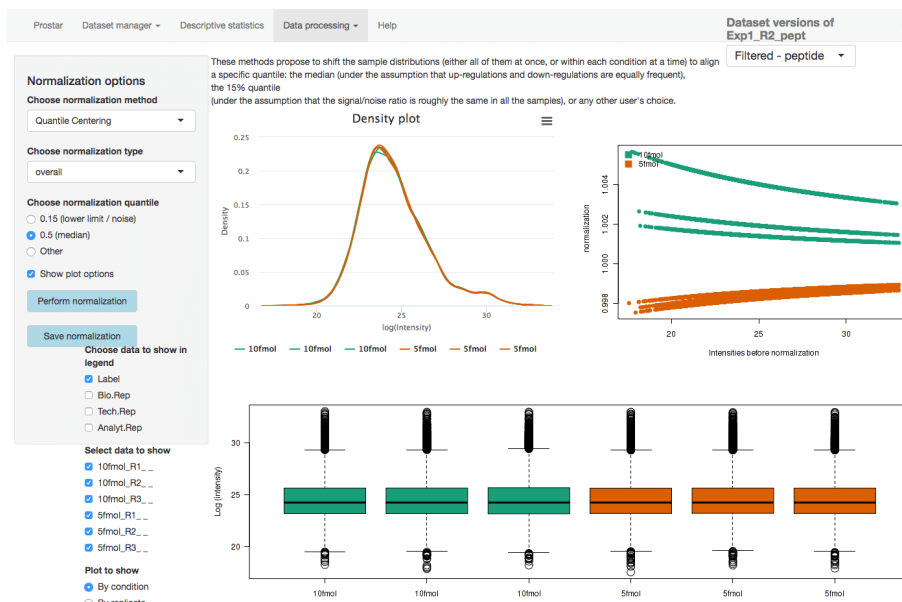 Prostar Dataset manager Descriptive statistics Data processing Help
Dataset versions of
Exp1_R2_pept
Filtered - peptide
Normalization options
Choose normalization method
Quantile Centering
Choose normalization type
overall
Choose normalization quantile
0.15 (lower limit / noise)
0.5 (median)
Other
Show plot options
Perform normalization
Save normalization
Choose data to show in
legend
Label
Bio.Rep
Tech.Rep
Analyt.Rep
Select data to show
10fmol_R1_ _
10fmol_R2_ _
10fmol_R3_ _
5fmol_R1_ _
5fmol_R2_ _
5fmol_R3_ _
Plot to show
By condition
By replicate
These methods propose to shift the sample distributions (either all of them at once, or within each condition at a time) to align
a specific quantile: the median (under the assumption that up-regulations and down-regulations are equally frequent),
the 15% quantile
(under the assumption that the signal/noise ratio is roughly the same in all the samples), or any other user's choice.
Density plot
0.25
0.2
0.15
0.1
0.05
0
Density
20 25 30
log(Intensity)
10fmol 10fmol 10fmol 5fmol 5fmol 5fmol
10fmol
5fmol
1.004
1.002
1.000
0.998
normalization
20 25 30
Intensities before normalization
30
25
20
Log (intensity)
10fmol 10fmol 10fmol 5fmol 5fmol 5fmol